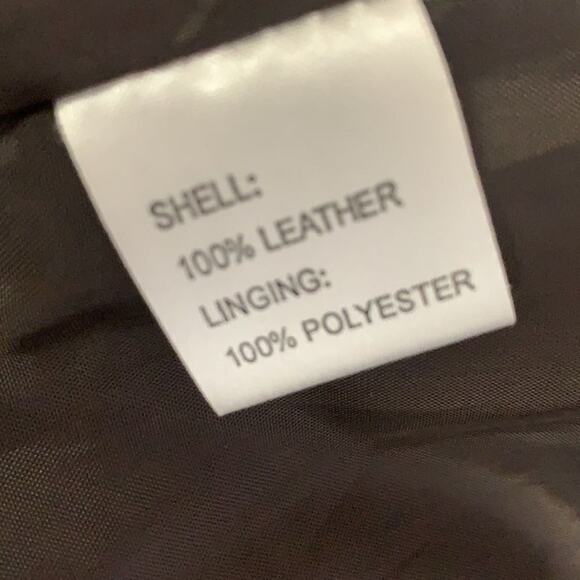 SHELL:
100% LEATHER
LINGING:
100% POLYESTER